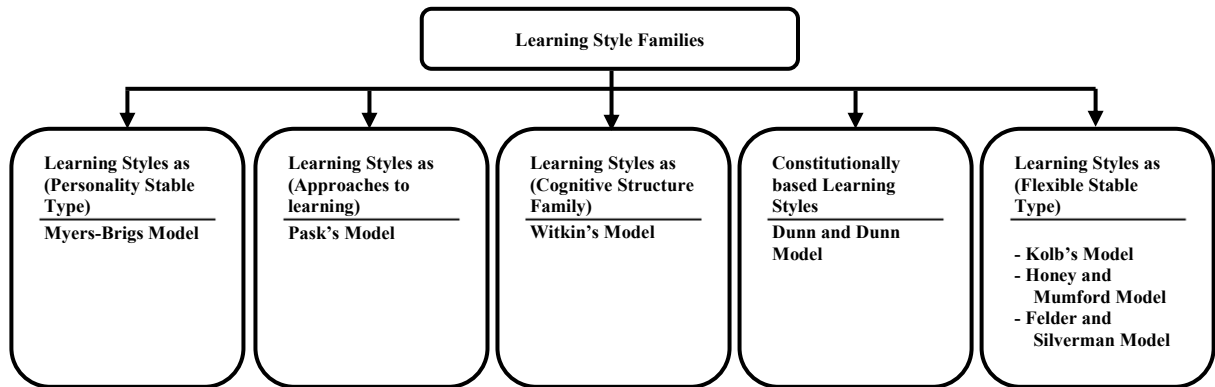 Learning Style Families
Learning Styles as
(Personality Stable
Type)
Myers-Brigs Model
Learning Styles as
(Approaches to
learning)
Pask’s Model
Learning Styles as
(Cognitive Structure
Family)
Witkin’s Model
Constitutionally
based Learning
Styles
Dunn and Dunn
Model
Learning Styles as
(Flexible Stable
Type)
- Kolb’s Model
- Honey and
Mumford Model
- Felder and
Silverman Model